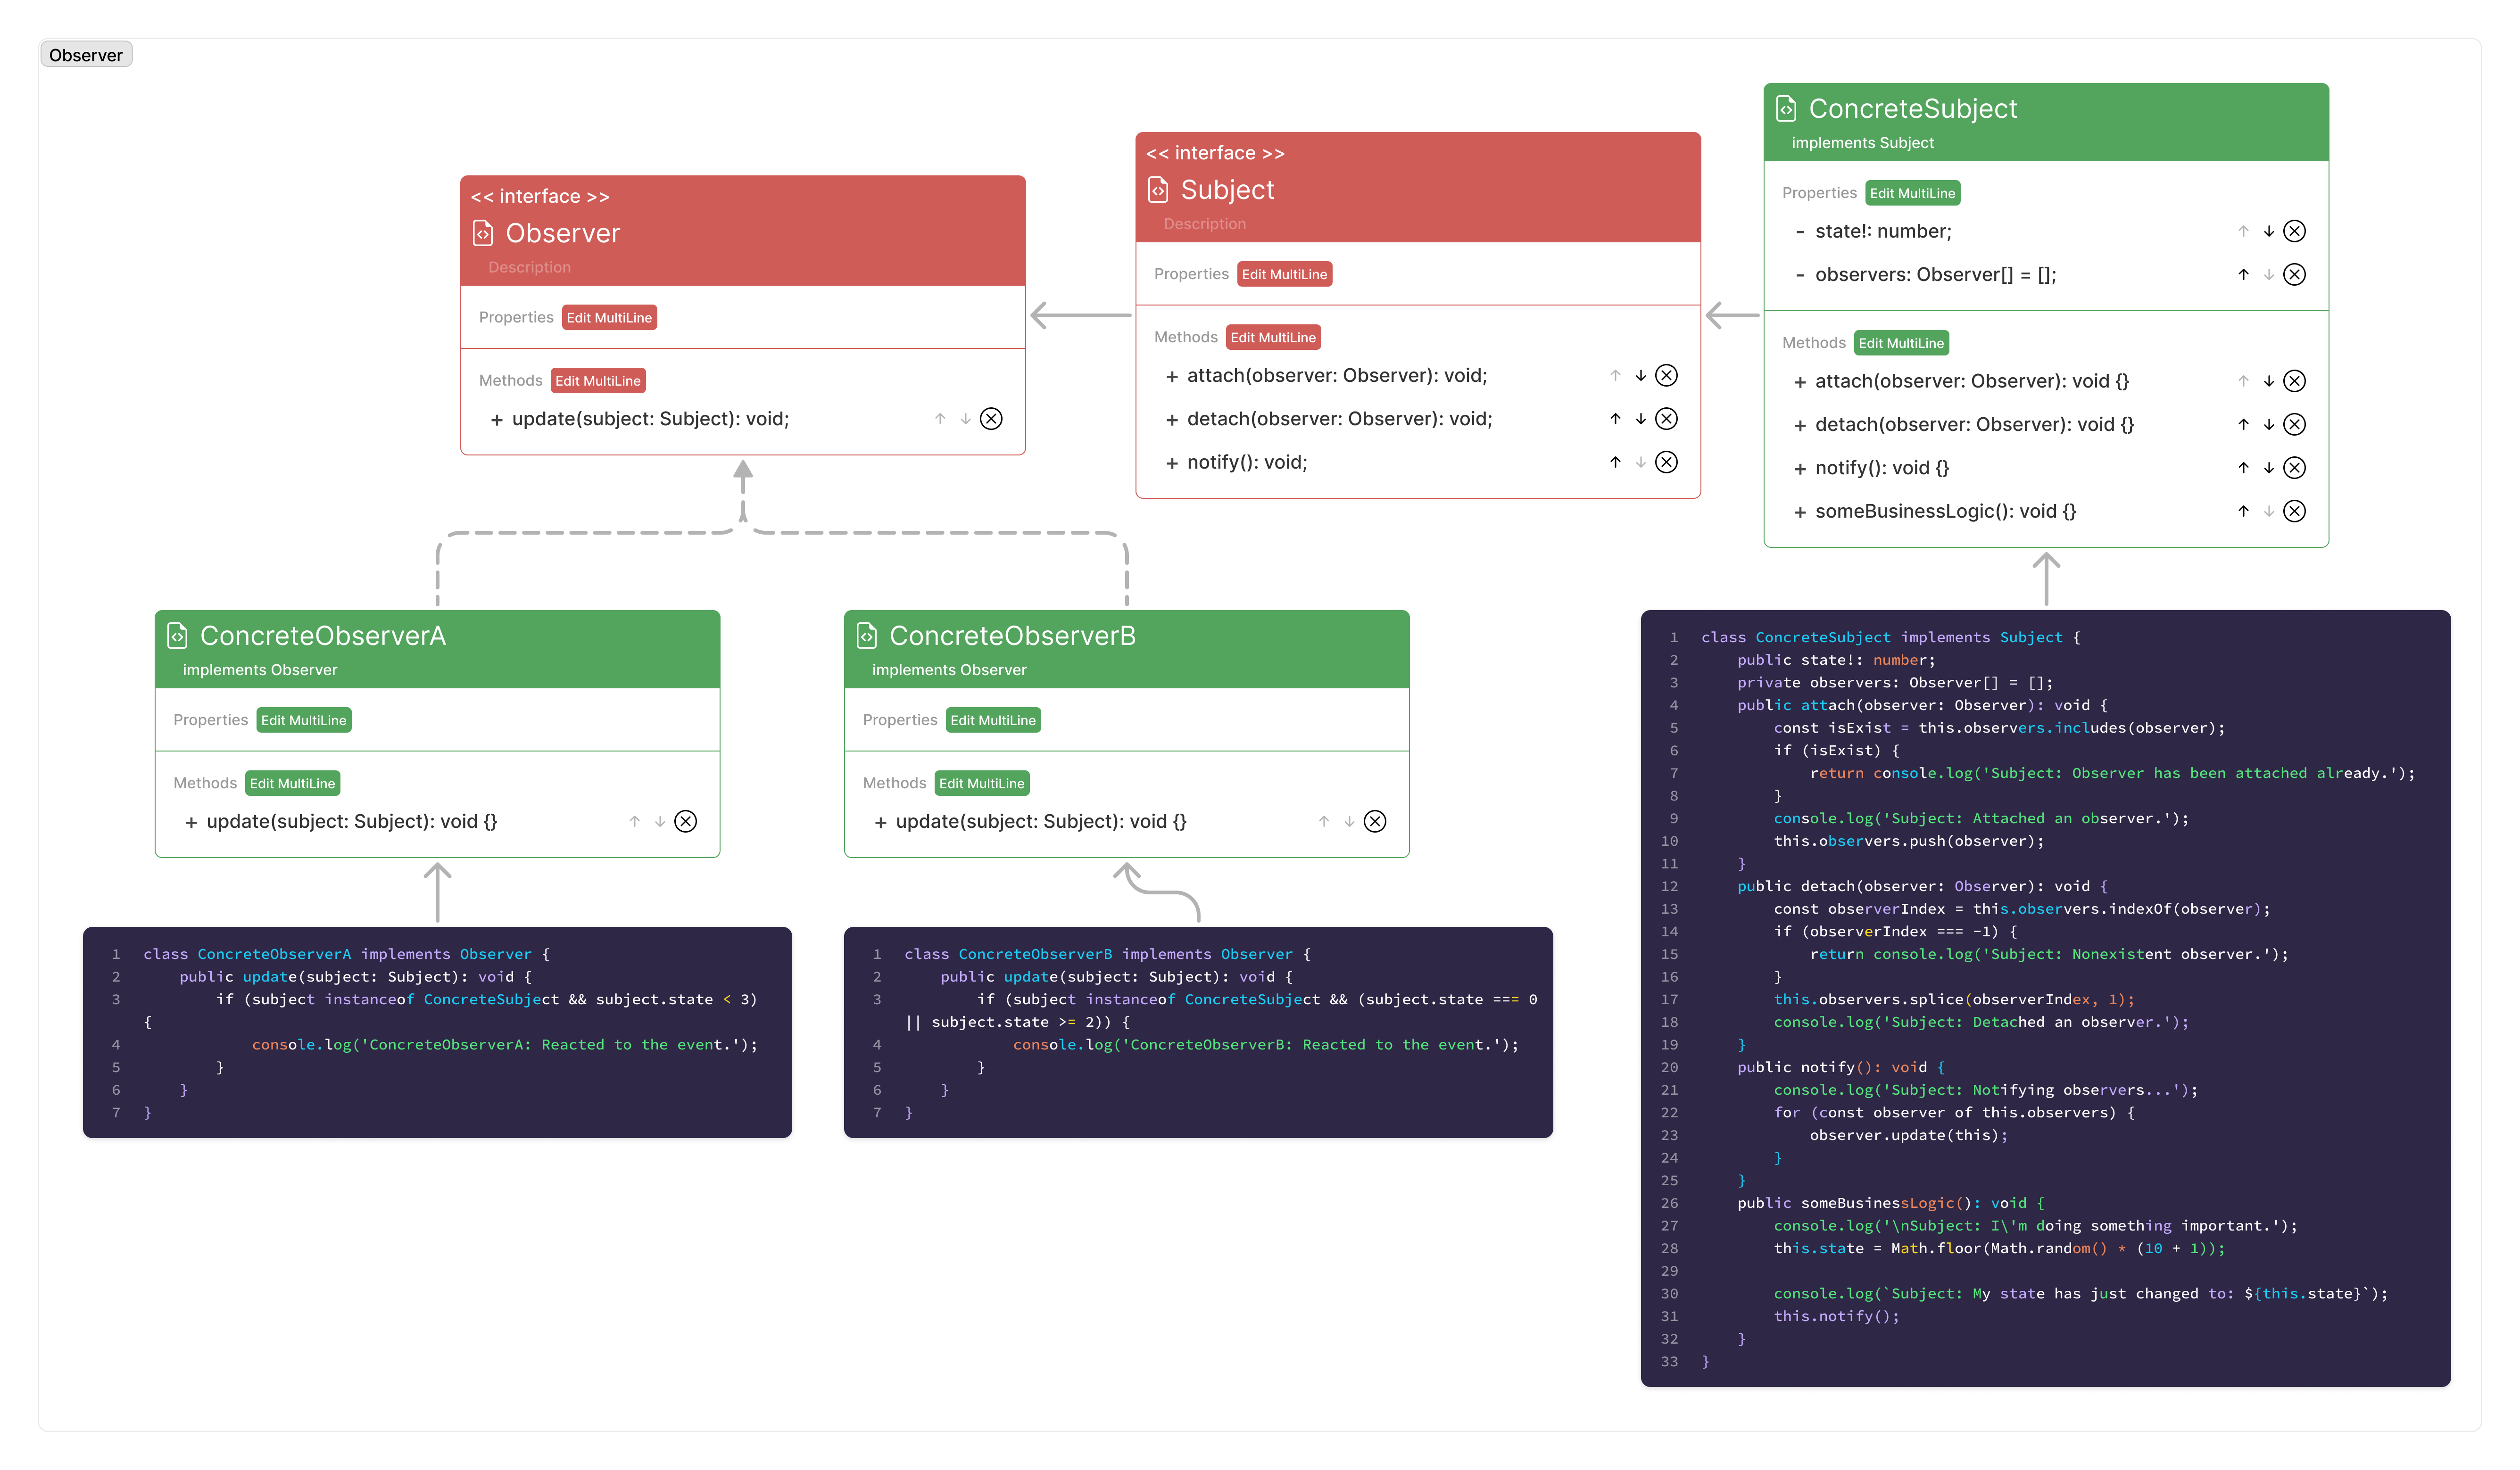 Observer
<< interface >>
Observer
Description
Properties Edit MultiLine
Methods Edit MultiLine
+ update(subject: Subject): void;
<< interface >>
Subject
Description
Properties Edit MultiLine
Methods Edit MultiLine
+ attach(observer: Observer): void;
+ detach(observer: Observer): void;
+ notify(): void;
ConcreteSubject
implements Subject
Properties Edit MultiLine
- state!: number;
- observers: Observer[] = [];
Methods Edit MultiLine
+ attach(observer: Observer): void {}
+ detach(observer: Observer): void {}
+ notify(): void {}
+ someBusinessLogic(): void {}
ConcreteObserverA
implements Observer
Properties Edit MultiLine
Methods Edit MultiLine
+ update(subject: Subject): void {}
ConcreteObserverB
implements Observer
Properties Edit MultiLine
Methods Edit MultiLine
+ update(subject: Subject): void {}
1 class ConcreteObserverA implements Observer {
2     public update(subject: Subject): void {
3         if (subject instanceof ConcreteSubject && subject.state < 3)
{
4             console.log('ConcreteObserverA: Reacted to the event.');
5         }
6     }
7 }
1 class ConcreteObserverB implements Observer {
2     public update(subject: Subject): void {
3         if (subject instanceof ConcreteSubject && (subject.state === 0
|| subject.state >= 2)) {
4             console.log('ConcreteObserverB: Reacted to the event.');
5         }
6     }
7 }
1 class ConcreteSubject implements Subject {
2     public state!: number;
3     private observers: Observer[] = [];
4     public attach(observer: Observer): void {
5         const isExist = this.observers.includes(observer);
6         if (isExist) {
7             return console.log('Subject: Observer has been attached already.');
8         }
9         console.log('Subject: Attached an observer.');
10         this.observers.push(observer);
11     }
12     public detach(observer: Observer): void {
13         const observerIndex = this.observers.indexOf(observer);
14         if (observerIndex === -1) {
15             return console.log('Subject: Nonexistent observer.');
16         }
17         this.observers.splice(observerIndex, 1);
18         console.log('Subject: Detached an observer.');
19     }
20     public notify(): void {
21         console.log('Subject: Notifying observers...');
22         for (const observer of this.observers) {
23             observer.update(this);
24         }
25     }
26     public someBusinessLogic(): void {
27         console.log('\nSubject: I\'m doing something important.');
28         this.state = Math.floor(Math.random() * (10 + 1));
29
30         console.log(`Subject: My state has just changed to: ${this.state}`);
31         this.notify();
32     }
33 }